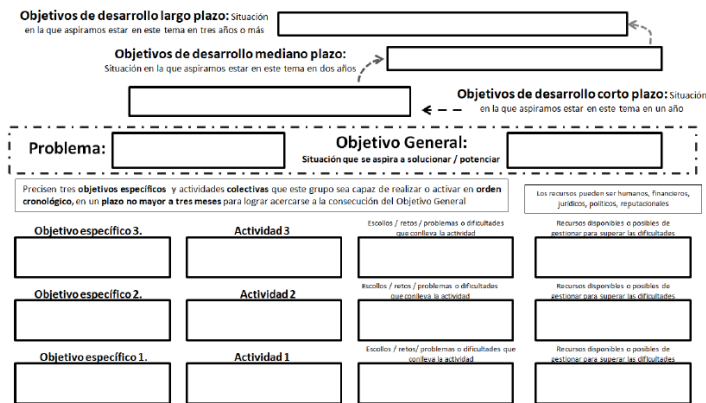 Objetivos de desarrollo largo plazo: Situación
en la que aspiramos estar en este tema en tres años o más
Objetivos de desarrollo mediano plazo:
Situación en la que aspiramos estar en este tema en dos años
Objetivos de desarrollo corto plazo: Situación
en la que aspiramos estar en este tema en un año
Problema:
Objetivo General:
Situación que se aspira a solucionar / potenciar
Precisen tres objetivos específicos y actividades colectivas que este grupo sea capaz de realizar o activar en orden
cronológico, en un plazo no mayor a tres meses para lograr acercarse a la consecución del Objetivo General
Los recursos pueden ser humanos, financieros,
jurídicos, políticos, reputacionales
Objetivo específico 3.
Actividad 3
Escollos / retos / problemas o dificultades
que conlleva la actividad
Recursos disponibles o posibles de
gestionar para superar las dificultades
Objetivo específico 2.
Actividad 2
Escollos / retos / problemas o dificultades
que conlleva la actividad
Recursos disponibles o posibles de
gestionar para superar las dificultades
Objetivo específico 1.
Actividad 1
Escollos / retos/ problemas o dificultades que
conlleva la actividad
Recursos disponibles o posibles de
gestionar para superar las dificultades